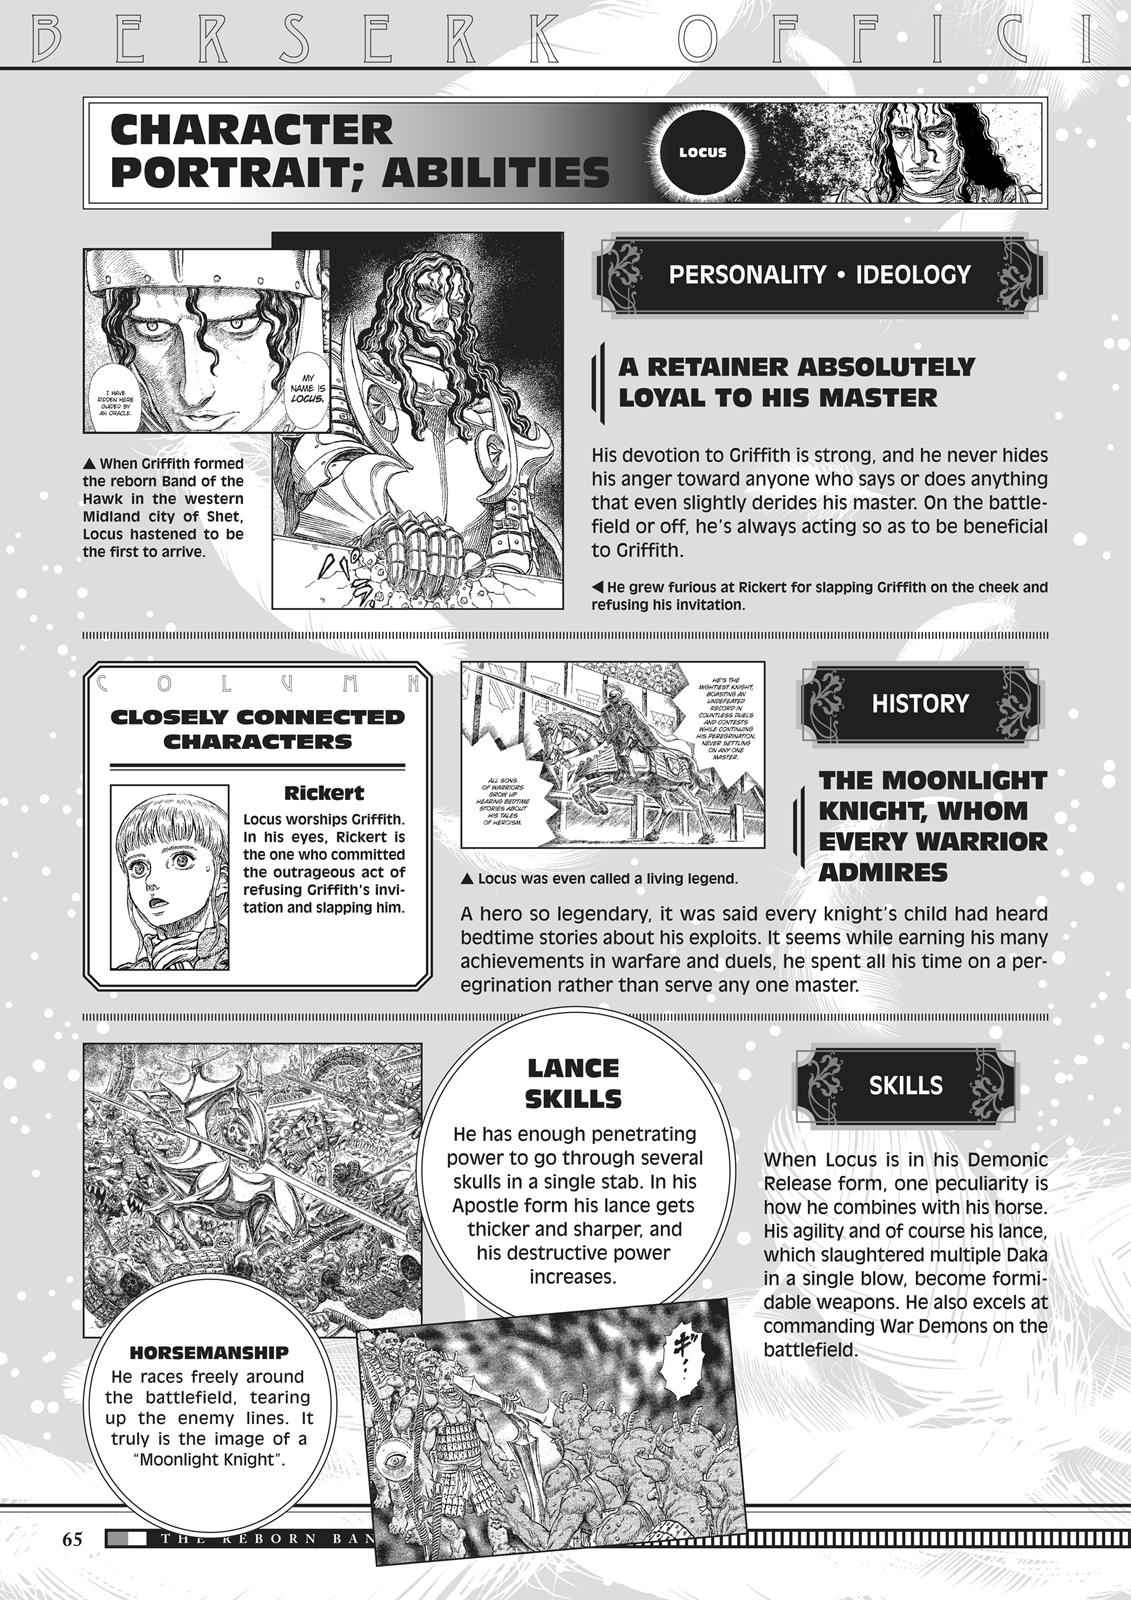 BERSERK OFFICI
CHARACTER
PORTRAIT; ABILITIES
LOCUS
PERSONALITY • IDEOLOGY
I HAVE
RIDDEN HERE
GUIDED BY
AN ORACLE.
MY
NAME IS
LOCUS.
A RETAINER ABSOLUTELY
LOYAL TO HIS MASTER
▲ When Griffith formed
the reborn Band of the
Hawk in the western
Midland city of Shet,
Locus hastened to be
the first to arrive.
His devotion to Griffith is strong, and he never hides
his anger toward anyone who says or does anything
that even slightly derides his master. On the battle-
field or off, he's always acting so as to be beneficial
to Griffith.
◀ He grew furious at Rickert for slapping Griffith on the cheek and
refusing his invitation.
COLUMN
CLOSELY CONNECTED
CHARACTERS
Rickert
Locus worships Griffith.
In his eyes, Rickert is
the one who committed
the outrageous act of
refusing Griffith's invi-
tation and slapping him.
HE'S THE
MIGHTIEST KNIGHT,
BOASTING AN
UNDEFEATED
RECORD IN
COUNTLESS DUELS
AND CONTESTS
WHILE CONTINUING
HIS PEREGRINATION,
NEVER SETTLING
ON ANY ONE
MASTER.
ALL SONS
OF WARRIORS
GROW UP
HEARING BEDTIME
STORIES ABOUT
HIS TALES
OF HEROISM.
▲ Locus was even called a living legend.
HISTORY
THE MOONLIGHT
KNIGHT, WHOM
EVERY WARRIOR
ADMIRES
A hero so legendary, it was said every knight's child had heard
bedtime stories about his exploits. It seems while earning his many
achievements in warfare and duels, he spent all his time on a per-
egrination rather than serve any one master.
LANCE
SKILLS
He has enough penetrating
power to go through several
skulls in a single stab. In his
Apostle form his lance gets
thicker and sharper, and
his destructive power
increases.
SKILLS
When Locus is in his Demonic
Release form, one peculiarity is
how he combines with his horse.
His agility and of course his lance,
which slaughtered multiple Daka
in a single blow, become formi-
dable weapons. He also excels at
commanding War Demons on the
battlefield.
HORSEMANSHIP
He races freely around
the battlefield, tearing
up the enemy lines. It
truly is the image of a
“Moonlight Knight”.
65
THE REBORN BAN